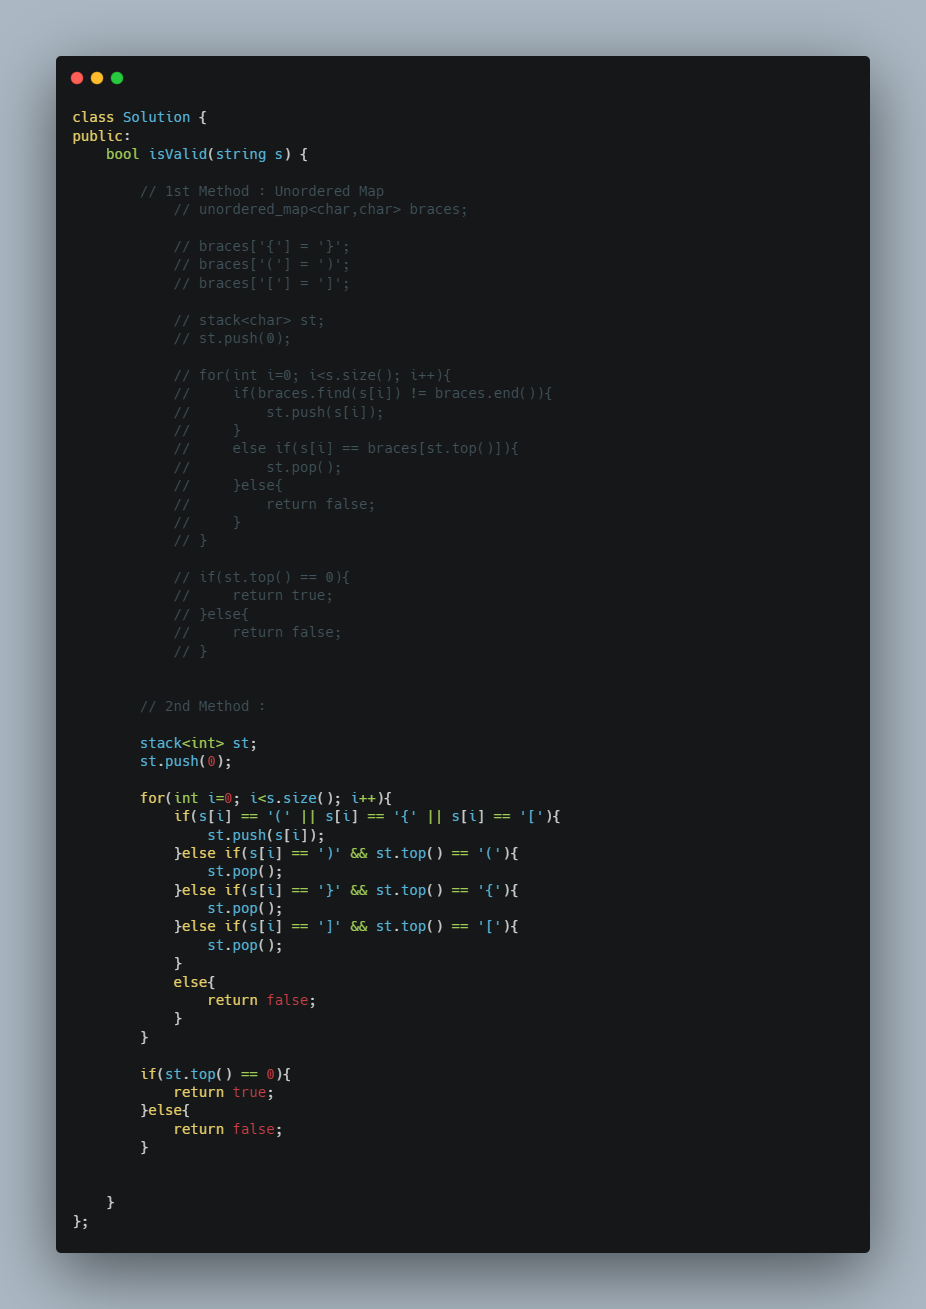 class Solution {
public:
    bool isValid(string s) {

        // 1st Method : Unordered Map
            // unordered_map<char,char> braces;

            // braces['{'] = '}';
            // braces['('] = ')';
            // braces['['] = ']';

            // stack<char> st;
            // st.push(0);

            // for(int i=0; i<s.size(); i++){
            //     if(braces.find(s[i]) != braces.end()){
            //         st.push(s[i]);
            //     }
            //     else if(s[i] == braces[st.top()]){
            //         st.pop();
            //     }else{
            //         return false;
            //     }
            // }

            // if(st.top() == 0){
            //     return true;
            // }else{
            //     return false;
            // }


        // 2nd Method :

        stack<int> st;
        st.push(0);

        for(int i=0; i<s.size(); i++){
            if(s[i] == '(' || s[i] == '{' || s[i] == '['){
                st.push(s[i]);
            }else if(s[i] == ')' && st.top() == '('){
                st.pop();
            }else if(s[i] == '}' && st.top() == '{'){
                st.pop();
            }else if(s[i] == ']' && st.top() == '['){
                st.pop();
            }
            else{
                return false;
            }
        }

        if(st.top() == 0){
            return true;
        }else{
            return false;
        }


    }
};